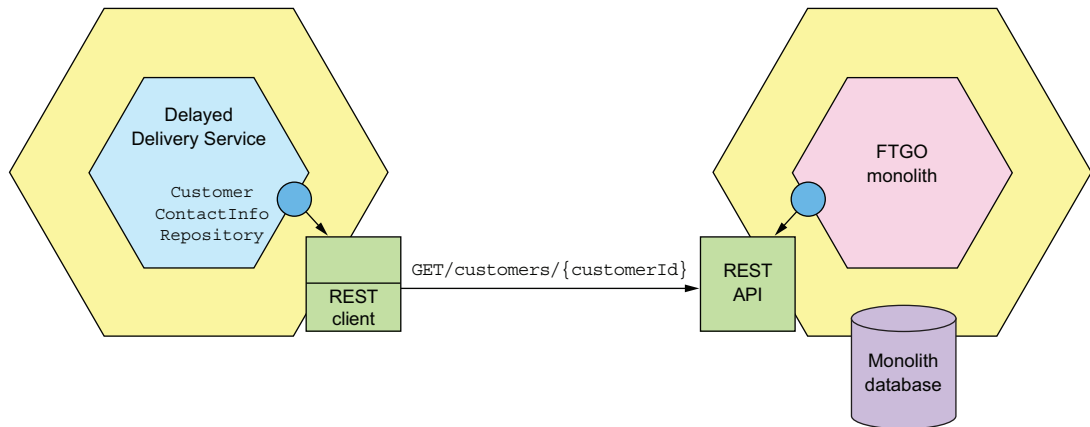 Delayed
Delivery Service
Customer
ContactInfo
Repository
REST
client
GET/customers/{customerId}
REST
API
FTGO
monolith
Monolith
database